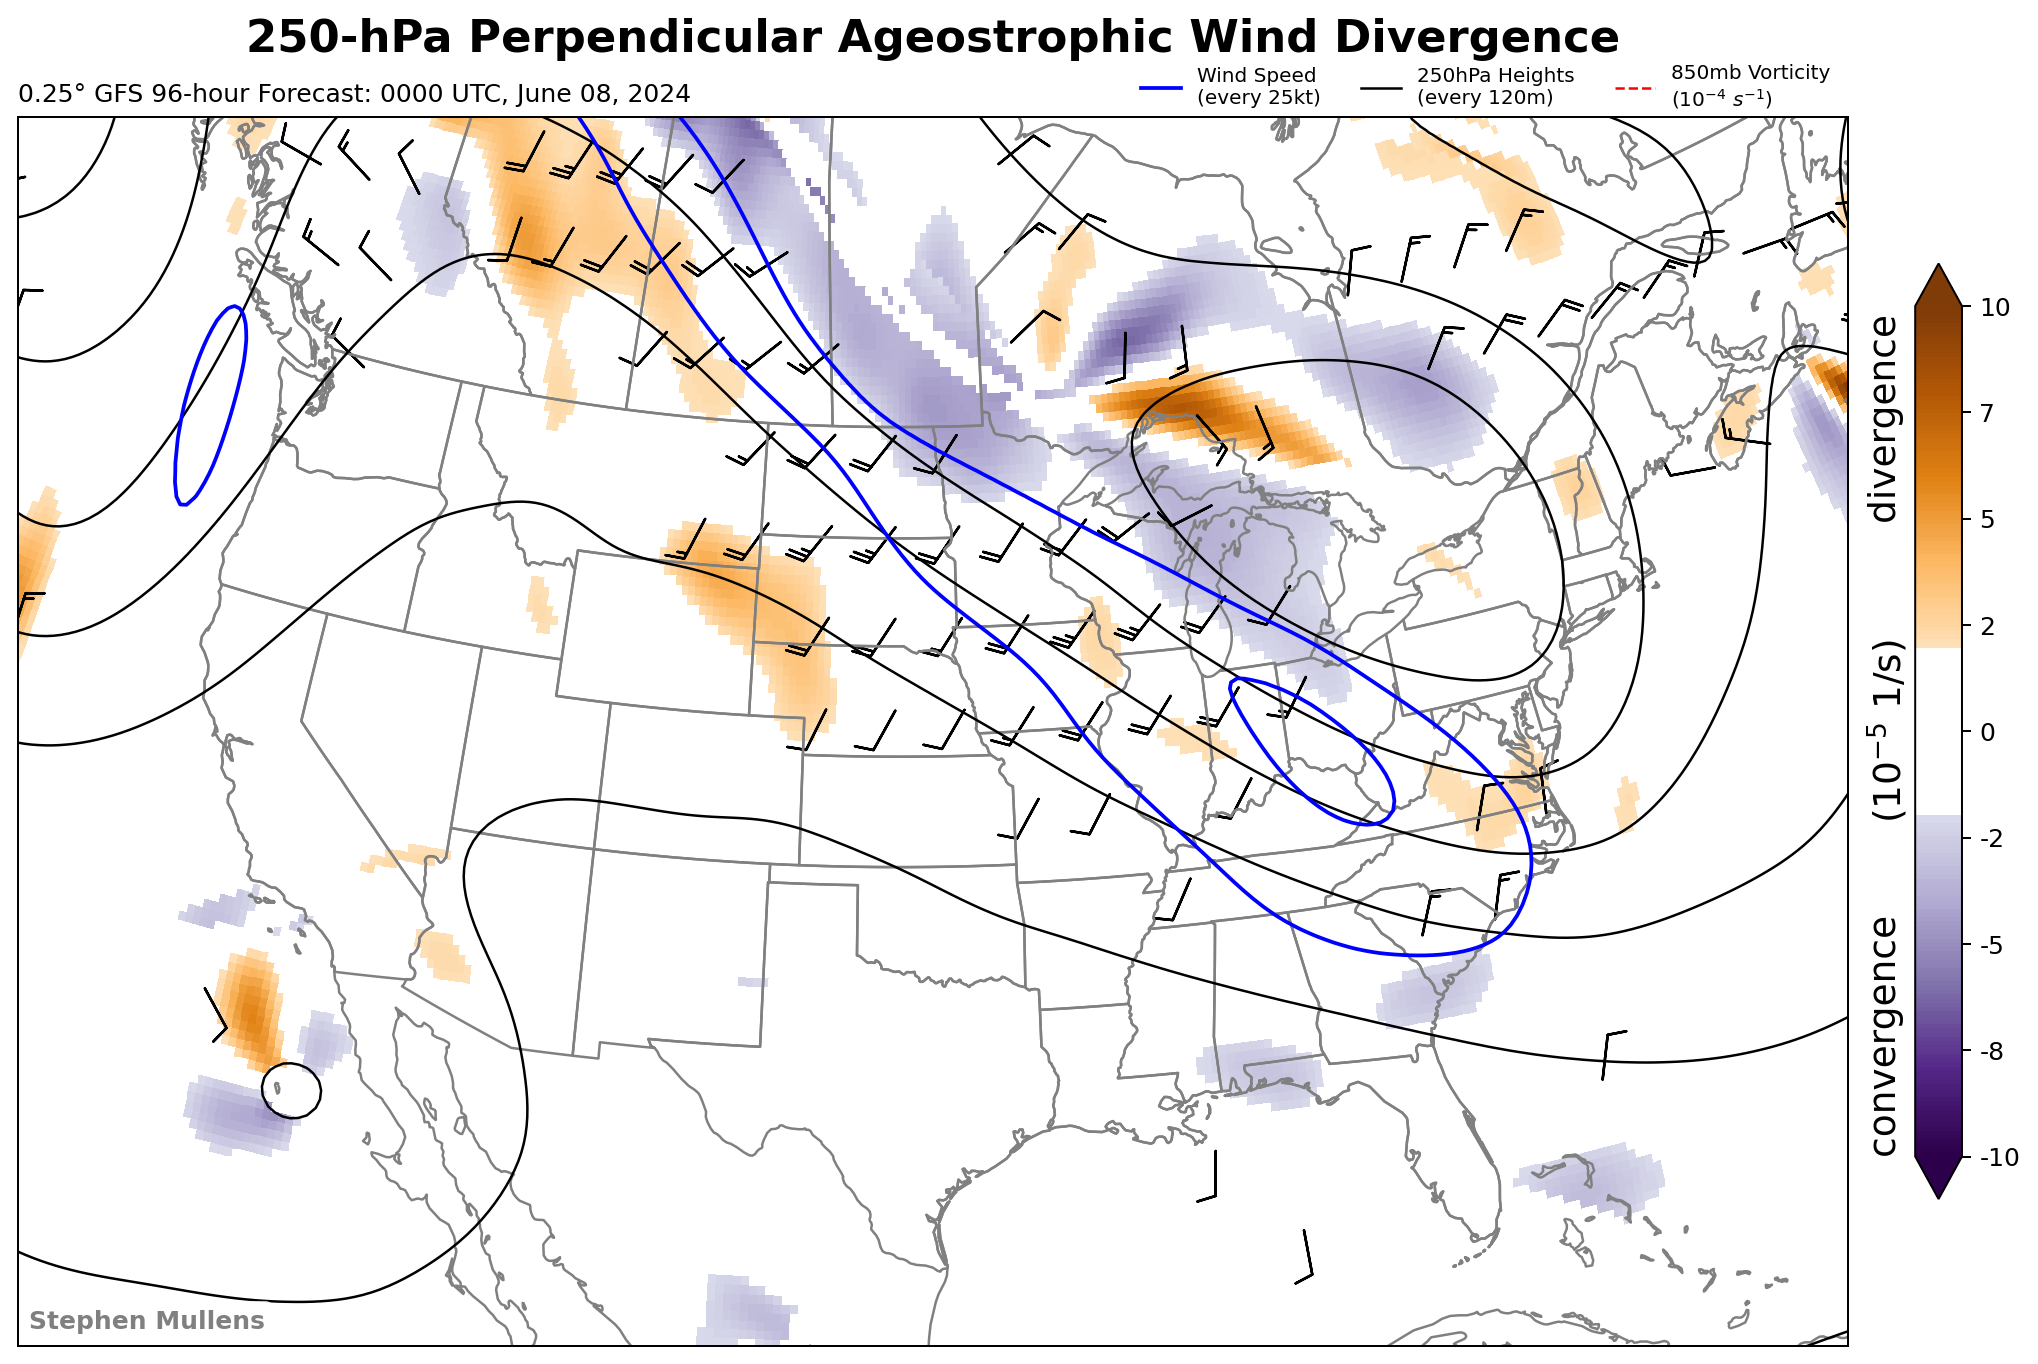 250-hPa Perpendicular Ageostrophic Wind Divergence
0.25° GFS 96-hour Forecast: 0000 UTC, June 08, 2024
Wind Speed
(every 25kt)
250hPa Heights
(every 120m)
850mb Vorticity
(10⁻⁴ s⁻¹)
10
7
5
2
0
-2
-5
-8
-10
convergence (10⁻⁵ 1/s) divergence
Stephen Mullens